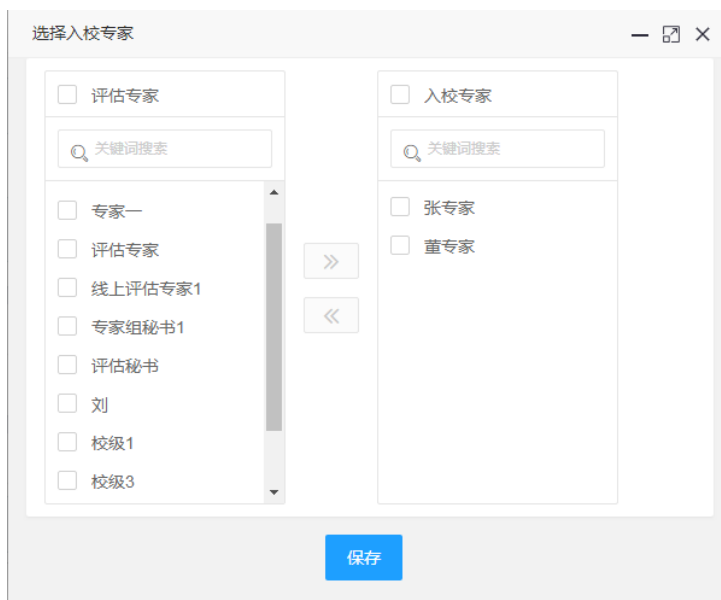 选择入校专家
评估专家
关键词搜索
专家一
评估专家
线上评估专家1
专家组秘书1
评估秘书
刘
校级1
校级3
入校专家
关键词搜索
张专家
董专家
保存